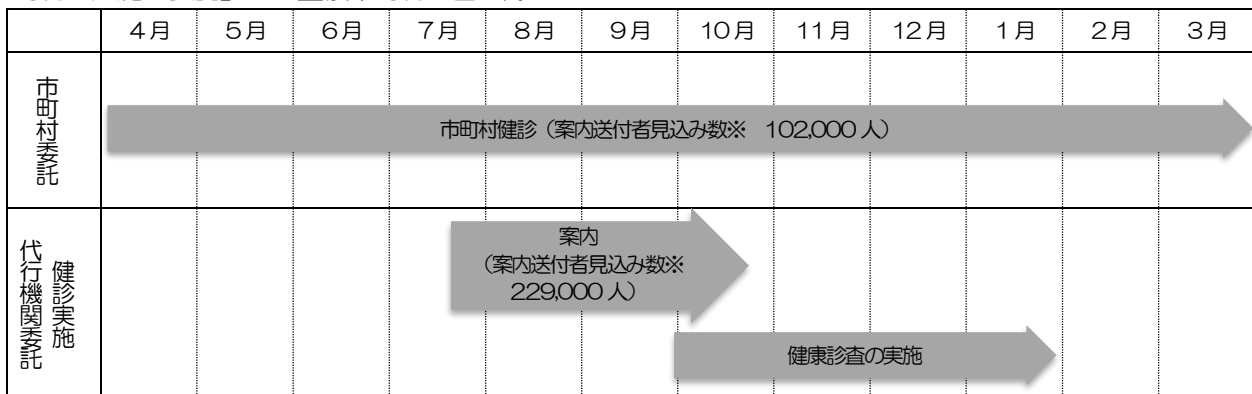 4月 5月 6月 7月 8月 9月 10月 11月 12月 1月 2月 3月
市町村委託
市町村健診（案内送付者見込み数※　102,000 人）
健診実施
代行機関委託
案内
（案内送付者見込み数※
229,000 人）
健康診査の実施